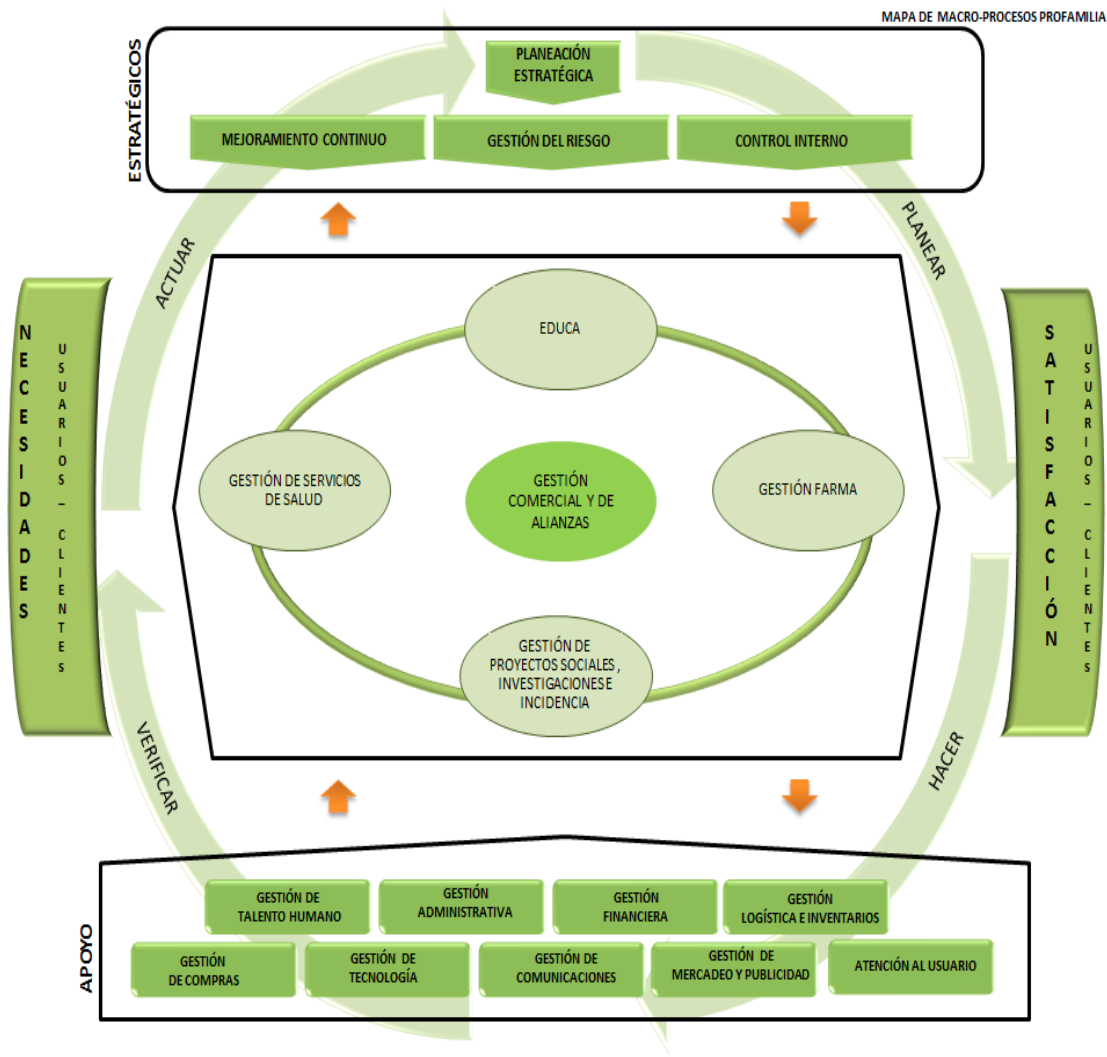 MAPA DE MACRO-PROCESOS PROFAMILIA
ESTRATÉGICOS
PLANEACIÓN
ESTRATÉGICA
MEJORAMIENTO CONTINUO
GESTIÓN DEL RIESGO
CONTROL INTERNO
ACTUAR
PLANEAR
NECESIDADES
USUARIOS – CLIENTES
EDUCA
GESTIÓN DE SERVICIOS
DE SALUD
GESTIÓN
COMERCIAL Y DE
ALIANZAS
GESTIÓN FARMA
GESTIÓN DE
PROYECTOS SOCIALES ,
INVESTIGACIONES E
INCIDENCIA
SATISFACCIÓN
USUARIOS – CLIENTES
VERIFICAR
HACER
APOYO
GESTIÓN DE
TALENTO HUMANO
GESTIÓN
ADMINISTRATIVA
GESTIÓN
FINANCIERA
GESTIÓN
LOGÍSTICA E INVENTARIOS
GESTIÓN
DE COMPRAS
GESTIÓN DE
TECNOLOGÍA
GESTIÓN DE
COMUNICACIONES
GESTIÓN DE
MERCADEO Y PUBLICIDAD
ATENCIÓN AL USUARIO